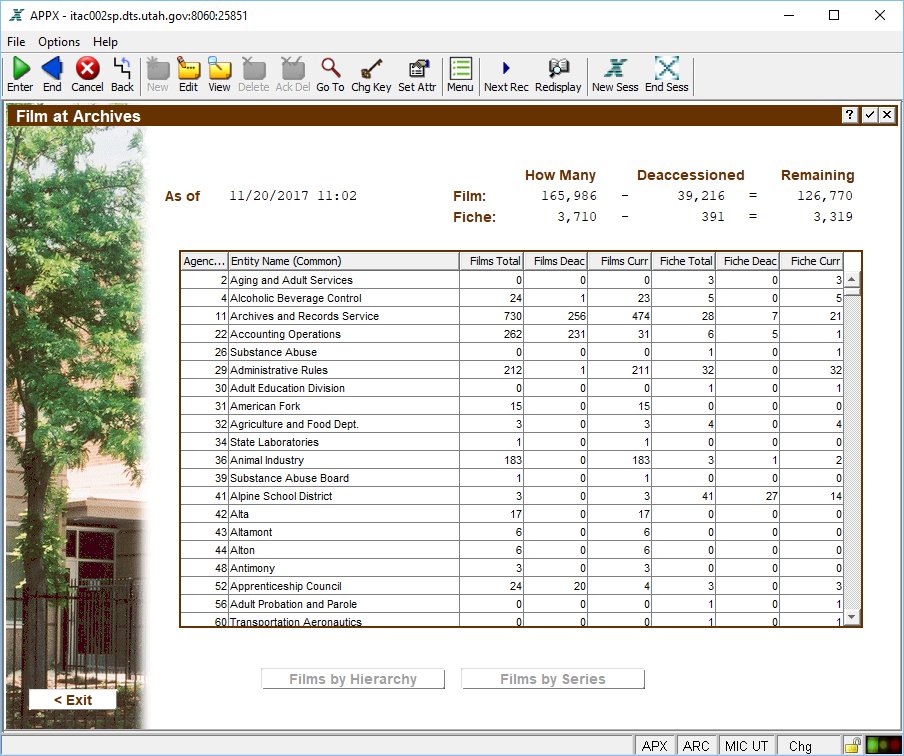 APPX - itac002sp.dts.utah.gov:8060:25851
File Options Help
Enter End Cancel Back New Edit View Delete Ack Del Go To Chg Key Set Attr Menu Next Rec Redisplay New Sess End Sess
Film at Archives ?
How Many Deaccessioned Remaining
As of 11/20/2017 11:02 Film: 165,986 - 39,216 = 126,770
Fiche: 3,710 - 391 = 3,319
Agenc... Entity Name (Common) Films Total Films Deac Films Curr Fiche Total Fiche Deac Fiche Curr
2 Aging and Adult Services 0 0 0 3 0 3
4 Alcoholic Beverage Control 24 1 23 5 0 5
11 Archives and Records Service 730 256 474 28 7 21
22 Accounting Operations 262 231 31 6 5 1
26 Substance Abuse 0 0 0 1 0 1
29 Administrative Rules 212 1 211 32 0 32
30 Adult Education Division 0 0 0 1 0 1
31 American Fork 15 0 15 0 0 0
32 Agriculture and Food Dept. 3 0 3 4 0 4
34 State Laboratories 1 0 1 0 0 0
36 Animal Industry 183 0 183 3 1 2
39 Substance Abuse Board 1 0 1 0 0 0
41 Alpine School District 3 0 3 41 27 14
42 Alta 17 0 17 0 0 0
43 Altamont 6 0 6 0 0 0
44 Alton 6 0 6 0 0 0
48 Antimony 3 0 3 0 0 0
52 Apprenticeship Council 24 20 4 3 0 3
56 Adult Probation and Parole 0 0 0 1 0 1
60 Transportation Aeronautics 0 0 0 1 0 1
Films by Hierarchy Films by Series
< Exit
APX ARC MIC UT Chg